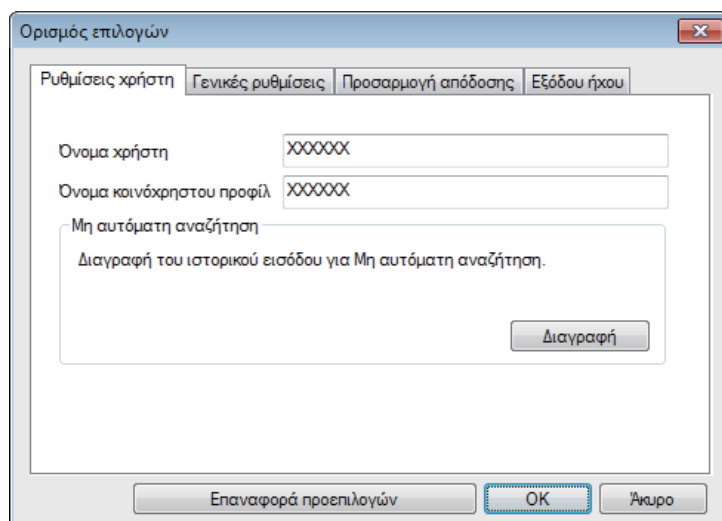 Ορισμός επιλογών
Ρυθμίσεις χρήστη Γενικές ρυθμίσεις Προσαρμογή απόδοσης Εξόδου ήχου
Όνομα χρήστη XXXXXX
Όνομα κοινόχρηστου προφίλ XXXXXX
Μη αυτόματη αναζήτηση
Διαγραφή του ιστορικού εισόδου για Μη αυτόματη αναζήτηση.
Διαγραφή
Επαναφορά προεπιλογών OK Άκυρο